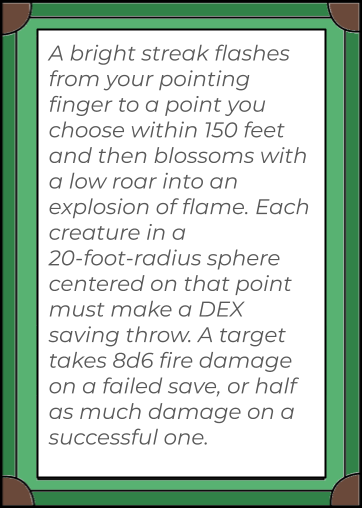 A bright streak flashes
from your pointing
finger to a point you
choose within 150 feet
and then blossoms with
a low roar into an
explosion of flame. Each
creature in a
20-foot-radius sphere
centered on that point
must make a DEX
saving throw. A target
takes 8d6 fire damage
on a failed save, or half
as much damage on a
successful one.